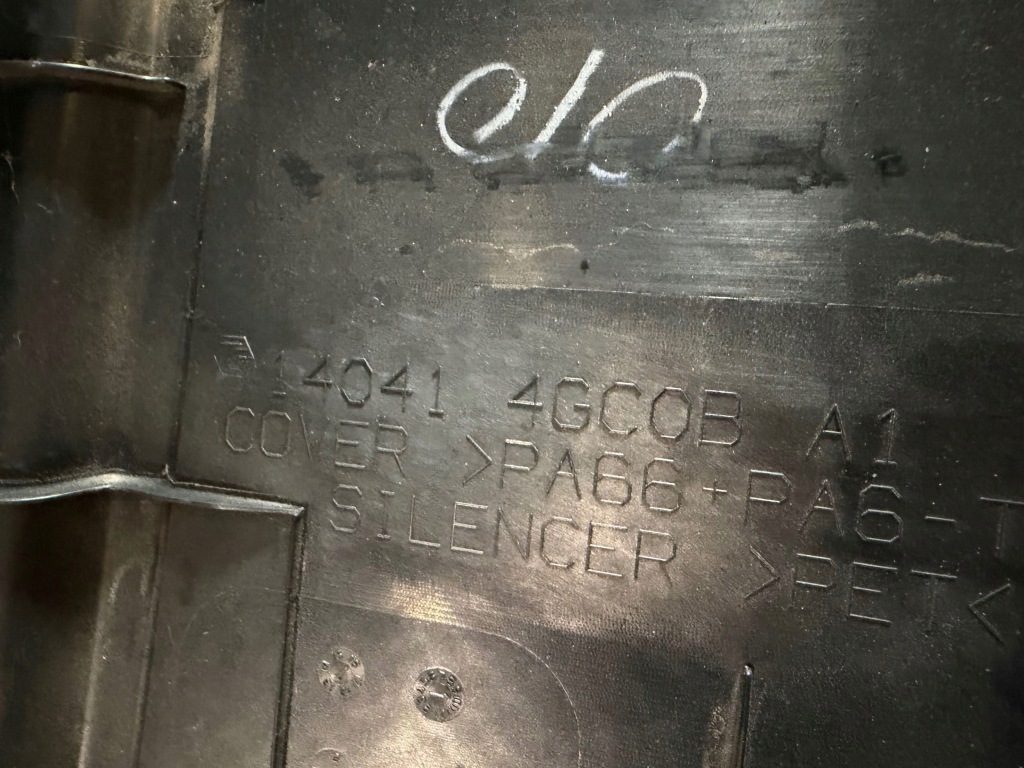 14041 4GC0B A1
COVER >PA66+PA6-T
SILENCER >PET<